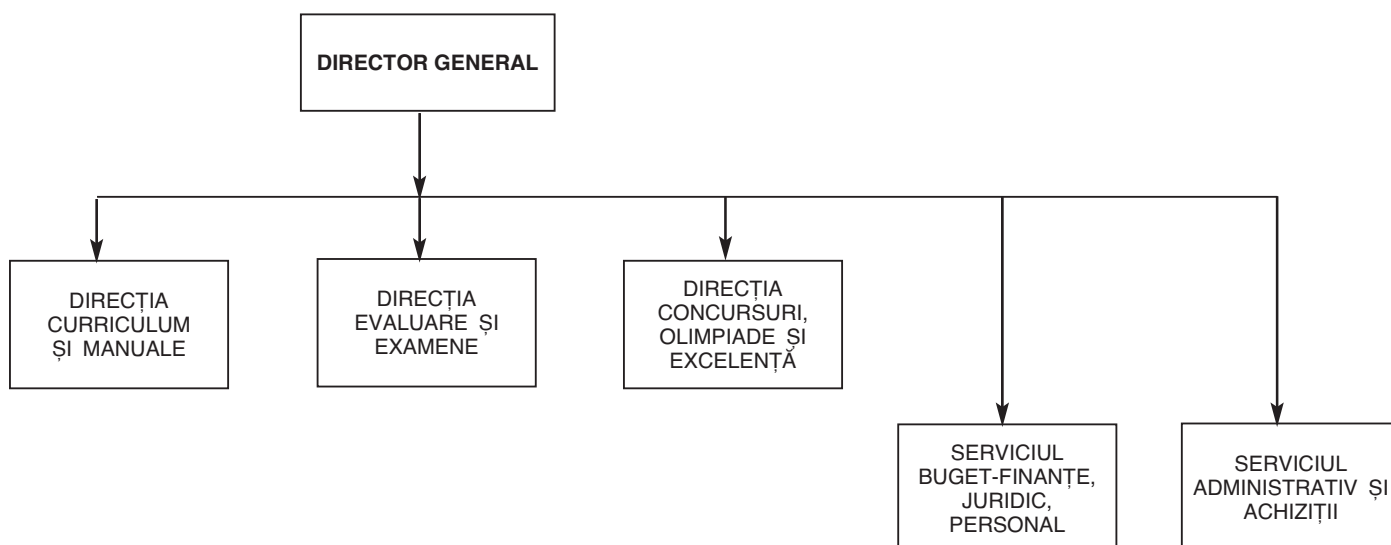 DIRECTOR GENERAL
DIRECȚIA
CURRICULUM
ȘI MANUALE
DIRECȚIA
EVALUARE ȘI
EXAMENE
DIRECȚIA
CONCURSURI,
OLIMPIADE ȘI
EXCELENȚĂ
SERVICIUL
BUGET-FINANȚE,
JURIDIC,
PERSONAL
SERVICIUL
ADMINISTRATIV ȘI
ACHIZIȚII